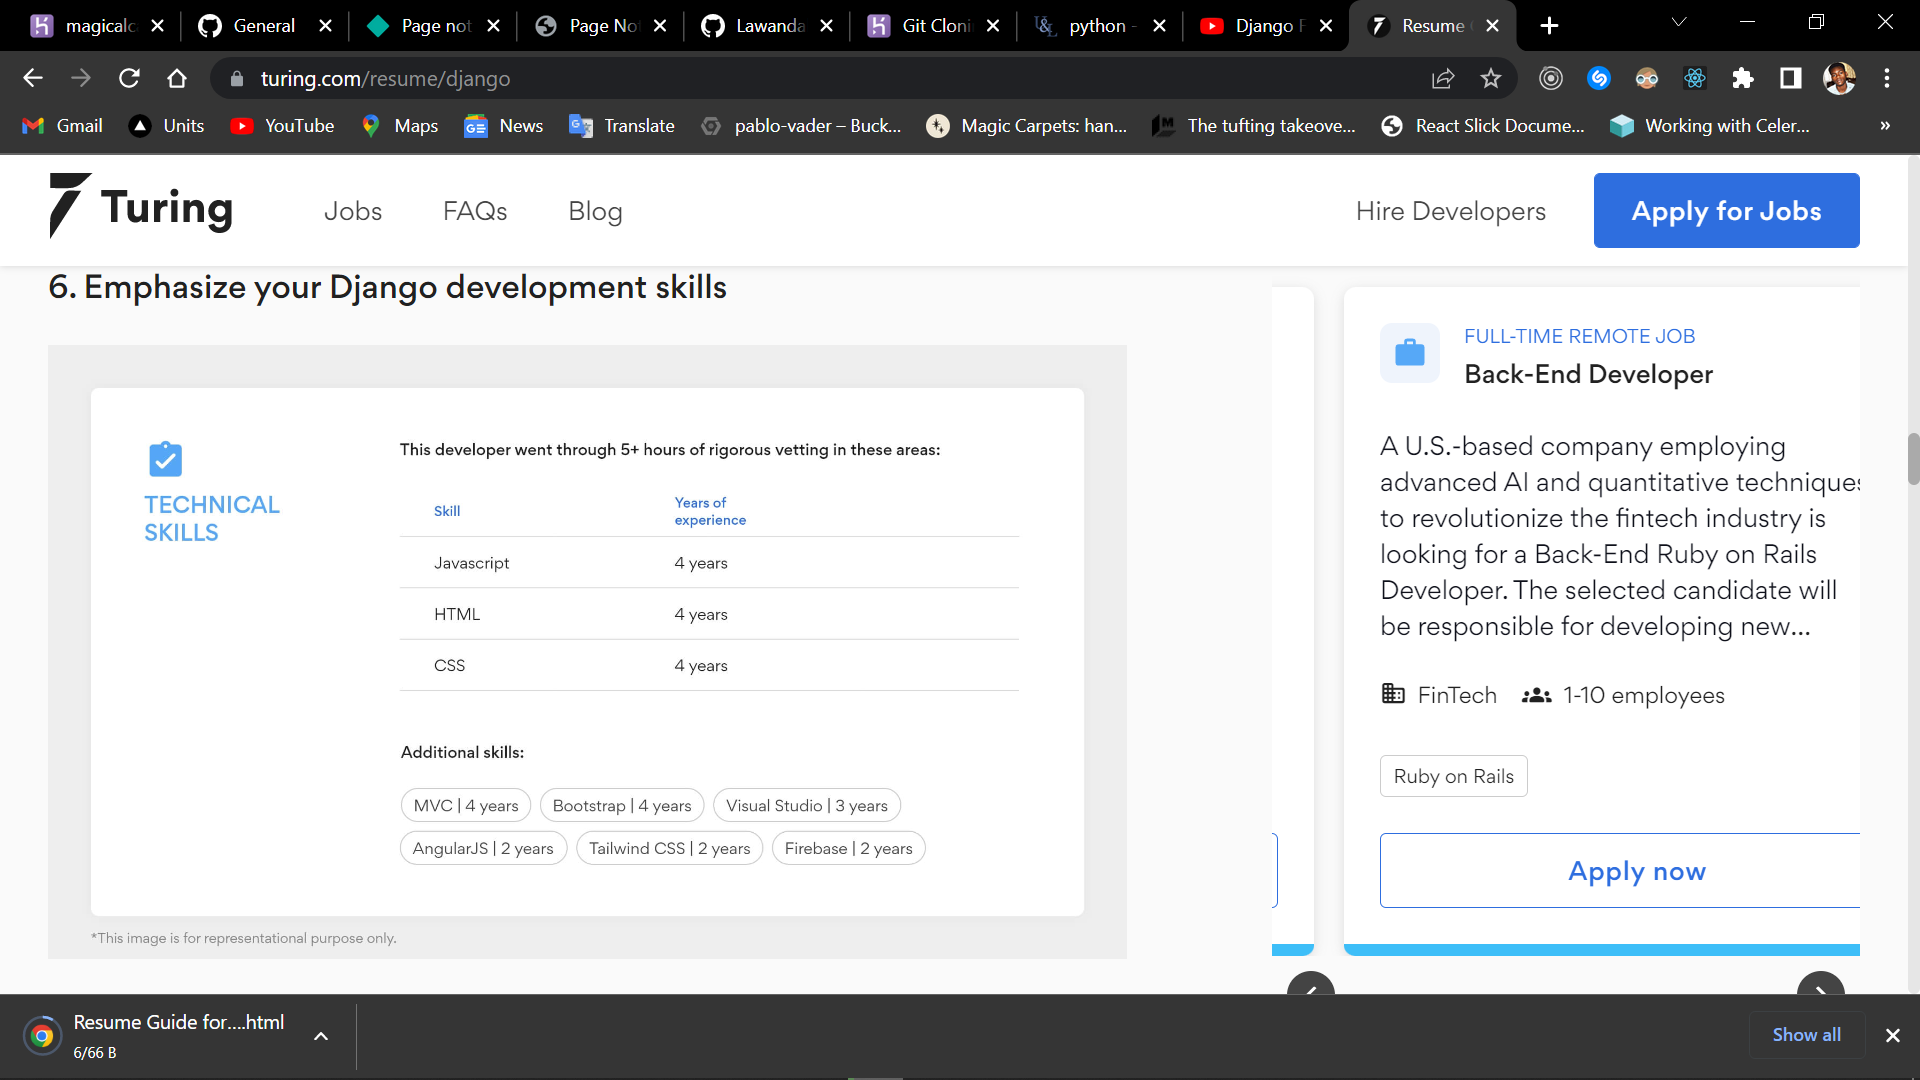 magicalc
General
Page not
Page No
Lawanda
Git Cloni
python -
Django F
Resume
turing.com/resume/django
Gmail
Units
YouTube
Maps
News
Translate
pablo-vader – Buck...
Magic Carpets: han...
The tufting takeove...
React Slick Docume...
Working with Celer...
»
Turing
Jobs
FAQs
Blog
Hire Developers
Apply for Jobs
6. Emphasize your Django development skills
TECHNICAL
SKILLS
This developer went through 5+ hours of rigorous vetting in these areas:
Skill
Years of
experience
Javascript 4 years
HTML 4 years
CSS 4 years
Additional skills:
MVC | 4 years
Bootstrap | 4 years
Visual Studio | 3 years
AngularJS | 2 years
Tailwind CSS | 2 years
Firebase | 2 years
*This image is for representational purpose only.
FULL-TIME REMOTE JOB
Back-End Developer
A U.S.-based company employing
advanced AI and quantitative techniques
to revolutionize the fintech industry is
looking for a Back-End Ruby on Rails
Developer. The selected candidate will
be responsible for developing new...
FinTech
1-10 employees
Ruby on Rails
Apply now
Resume Guide for....html
6/66 B
Show all